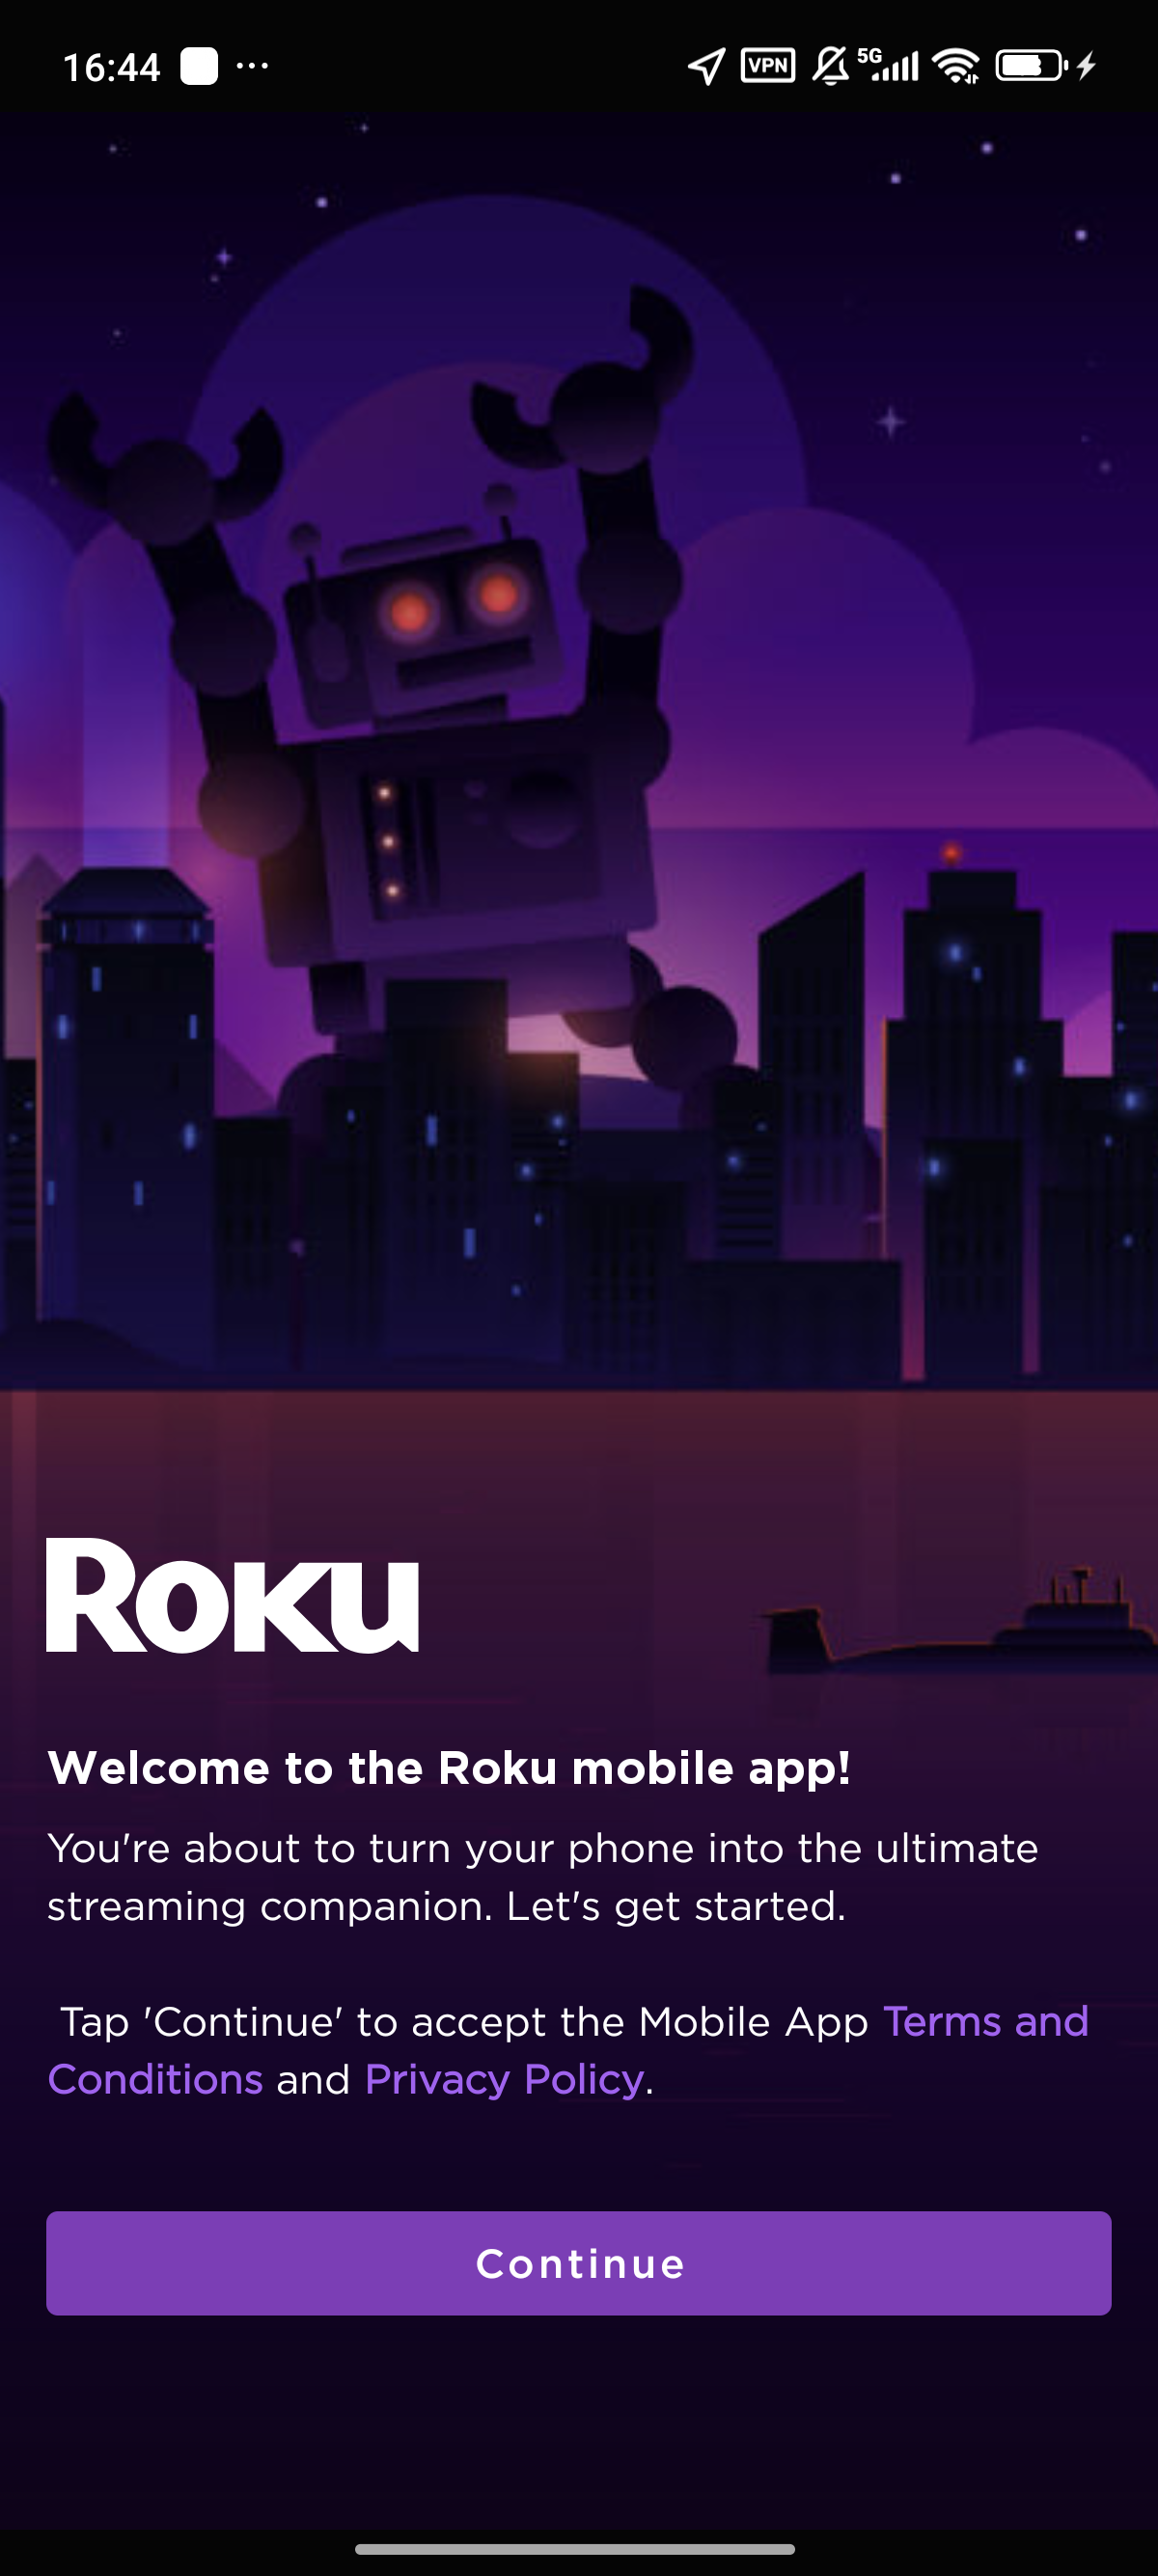 16:44
VPN
5G
Roku
Welcome to the Roku mobile app!
You're about to turn your phone into the ultimate
streaming companion. Let's get started.
Tap 'Continue' to accept the Mobile App Terms and
Conditions and Privacy Policy.
Continue